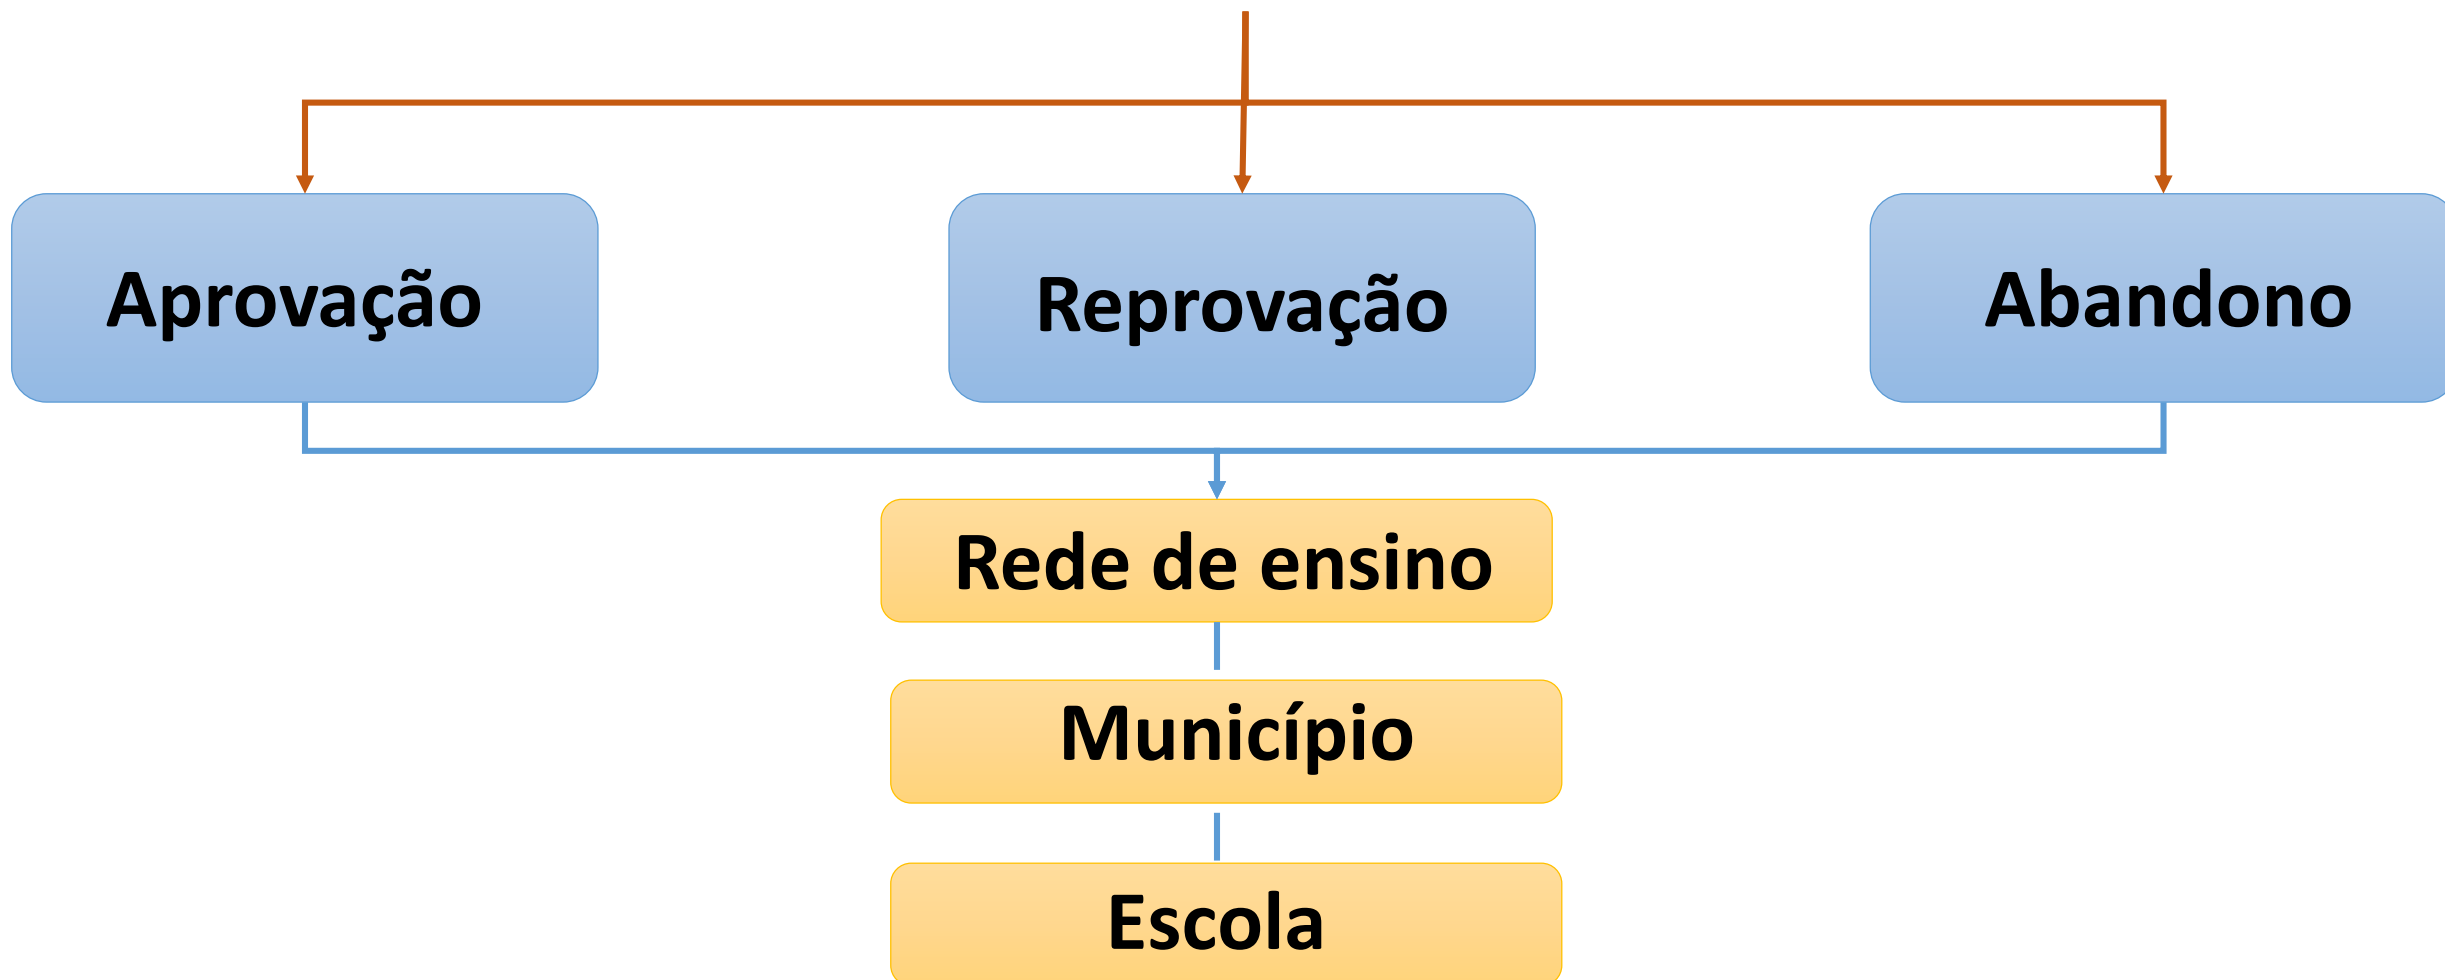 Aprovação
Reprovação
Abandono
Rede de ensino
Município
Escola